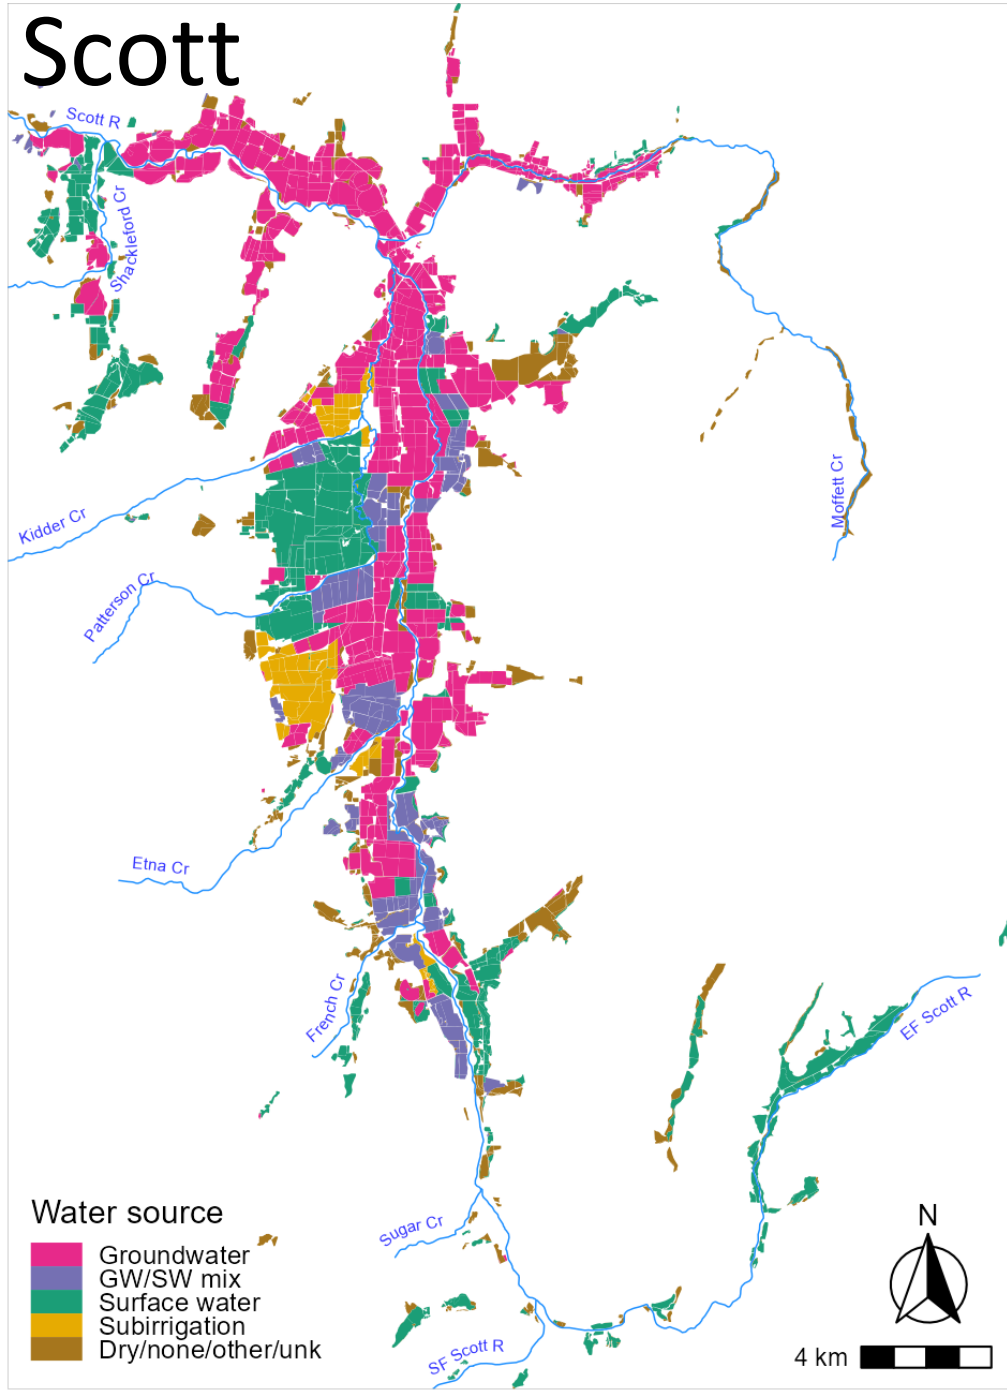 Scott
Scott R
Shackleford Cr
Kidder Cr
Patterson Cr
Moffett Cr
Etna Cr
French Cr
EF Scott R
Sugar Cr
SF Scott R
Water source
Groundwater
GW/SW mix
Surface water
Subirrigation
Dry/none/other/unk
N
4 km